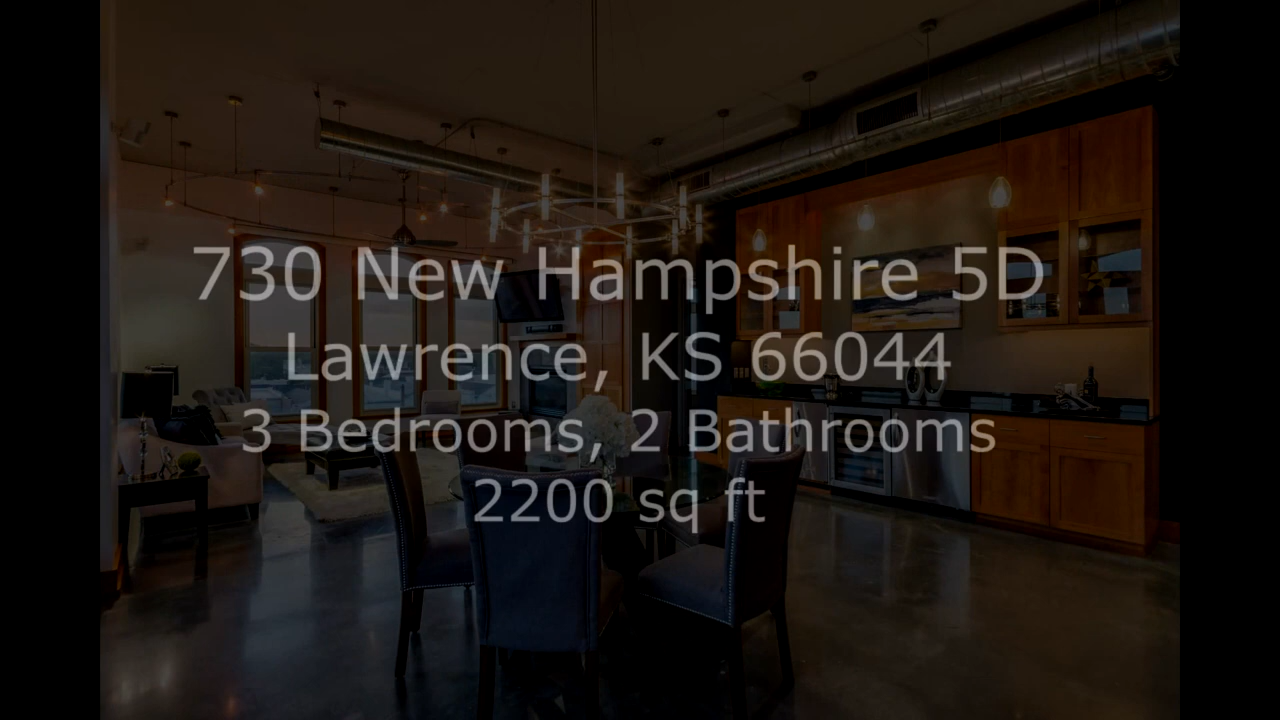 730 New Hampshire 5D
Lawrence, KS 66044
3 Bedrooms, 2 Bathrooms
2200 sq ft